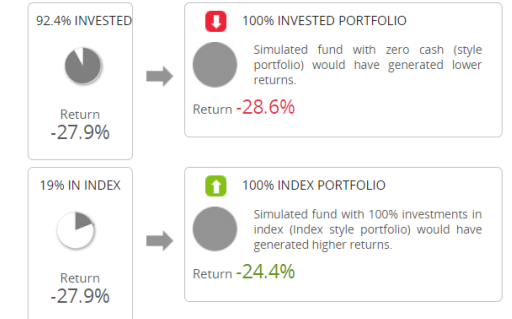 92.4% INVESTED
100% INVESTED PORTFOLIO
Simulated fund with zero cash (style
portfolio) would have generated lower
returns.
Return
-27.9%
Return -28.6%
19% IN INDEX
100% INDEX PORTFOLIO
Simulated fund with 100% investments in
index (Index style portfolio) would have
generated higher returns.
Return
-27.9%
Return -24.4%